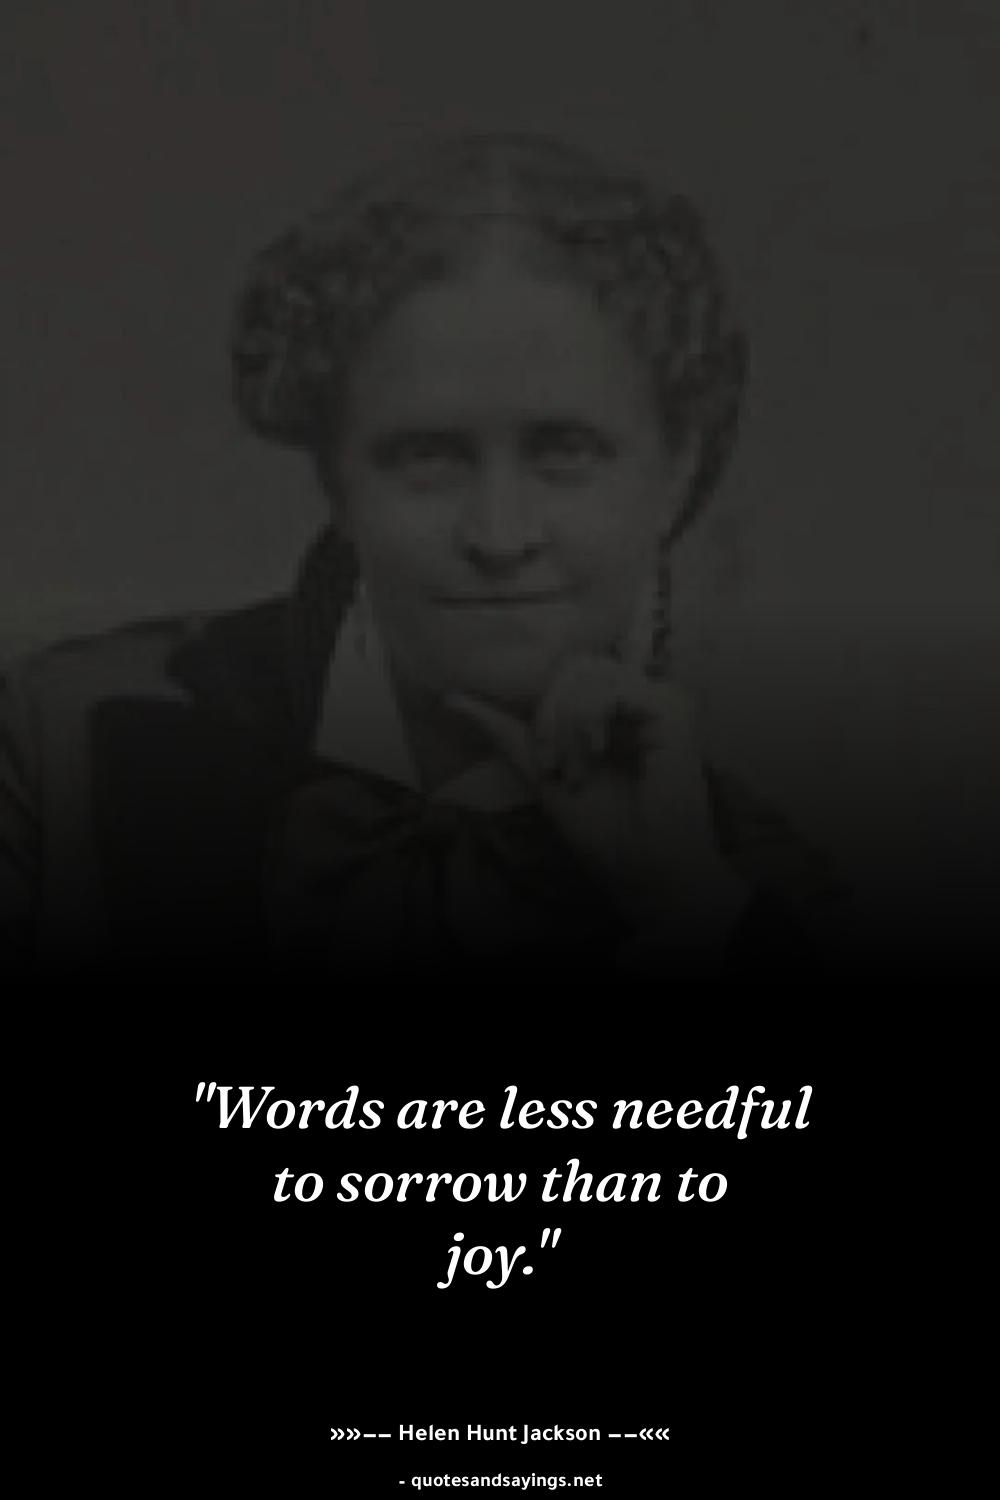 "Words are less needful
to sorrow than to
joy."
»»–– Helen Hunt Jackson ––««
- quotesandsayings.net